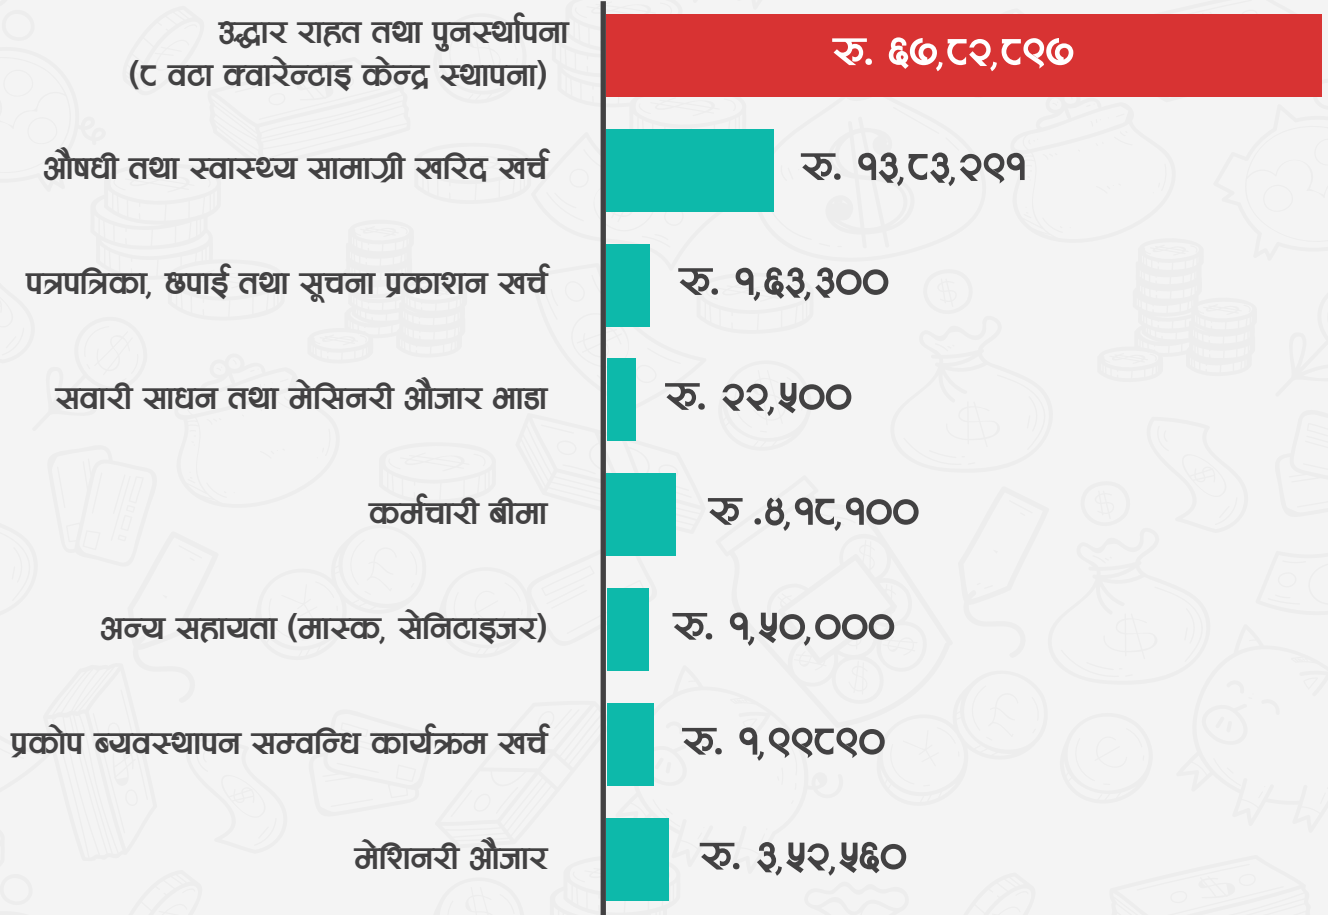 उद्धार राहत तथा पुनर्स्थापना
(८ वटा क्वारेन्टाइ केन्द्र स्थापना)
रु. ६७,८२,८९७
औषधी तथा स्वास्थ्य सामाग्री खरिद खर्च
रु. १३,८३,२९१
पत्रपत्रिका, छपाई तथा सूचना प्रकाशन खर्च
रु. १,६३,३००
सवारी साधन तथा मेसिनरी औजार भाडा
रु. २२,५००
कर्मचारी बीमा
रु .४,१८,१००
अन्य सहायता (मास्क, सेनिटाइजर)
रु. १,५०,०००
प्रकोप ब्यवस्थापन सम्वन्धि कार्यक्रम खर्च
रु. १,९९८९०
मेशिनरी औजार
रु. ३,५२,५६०